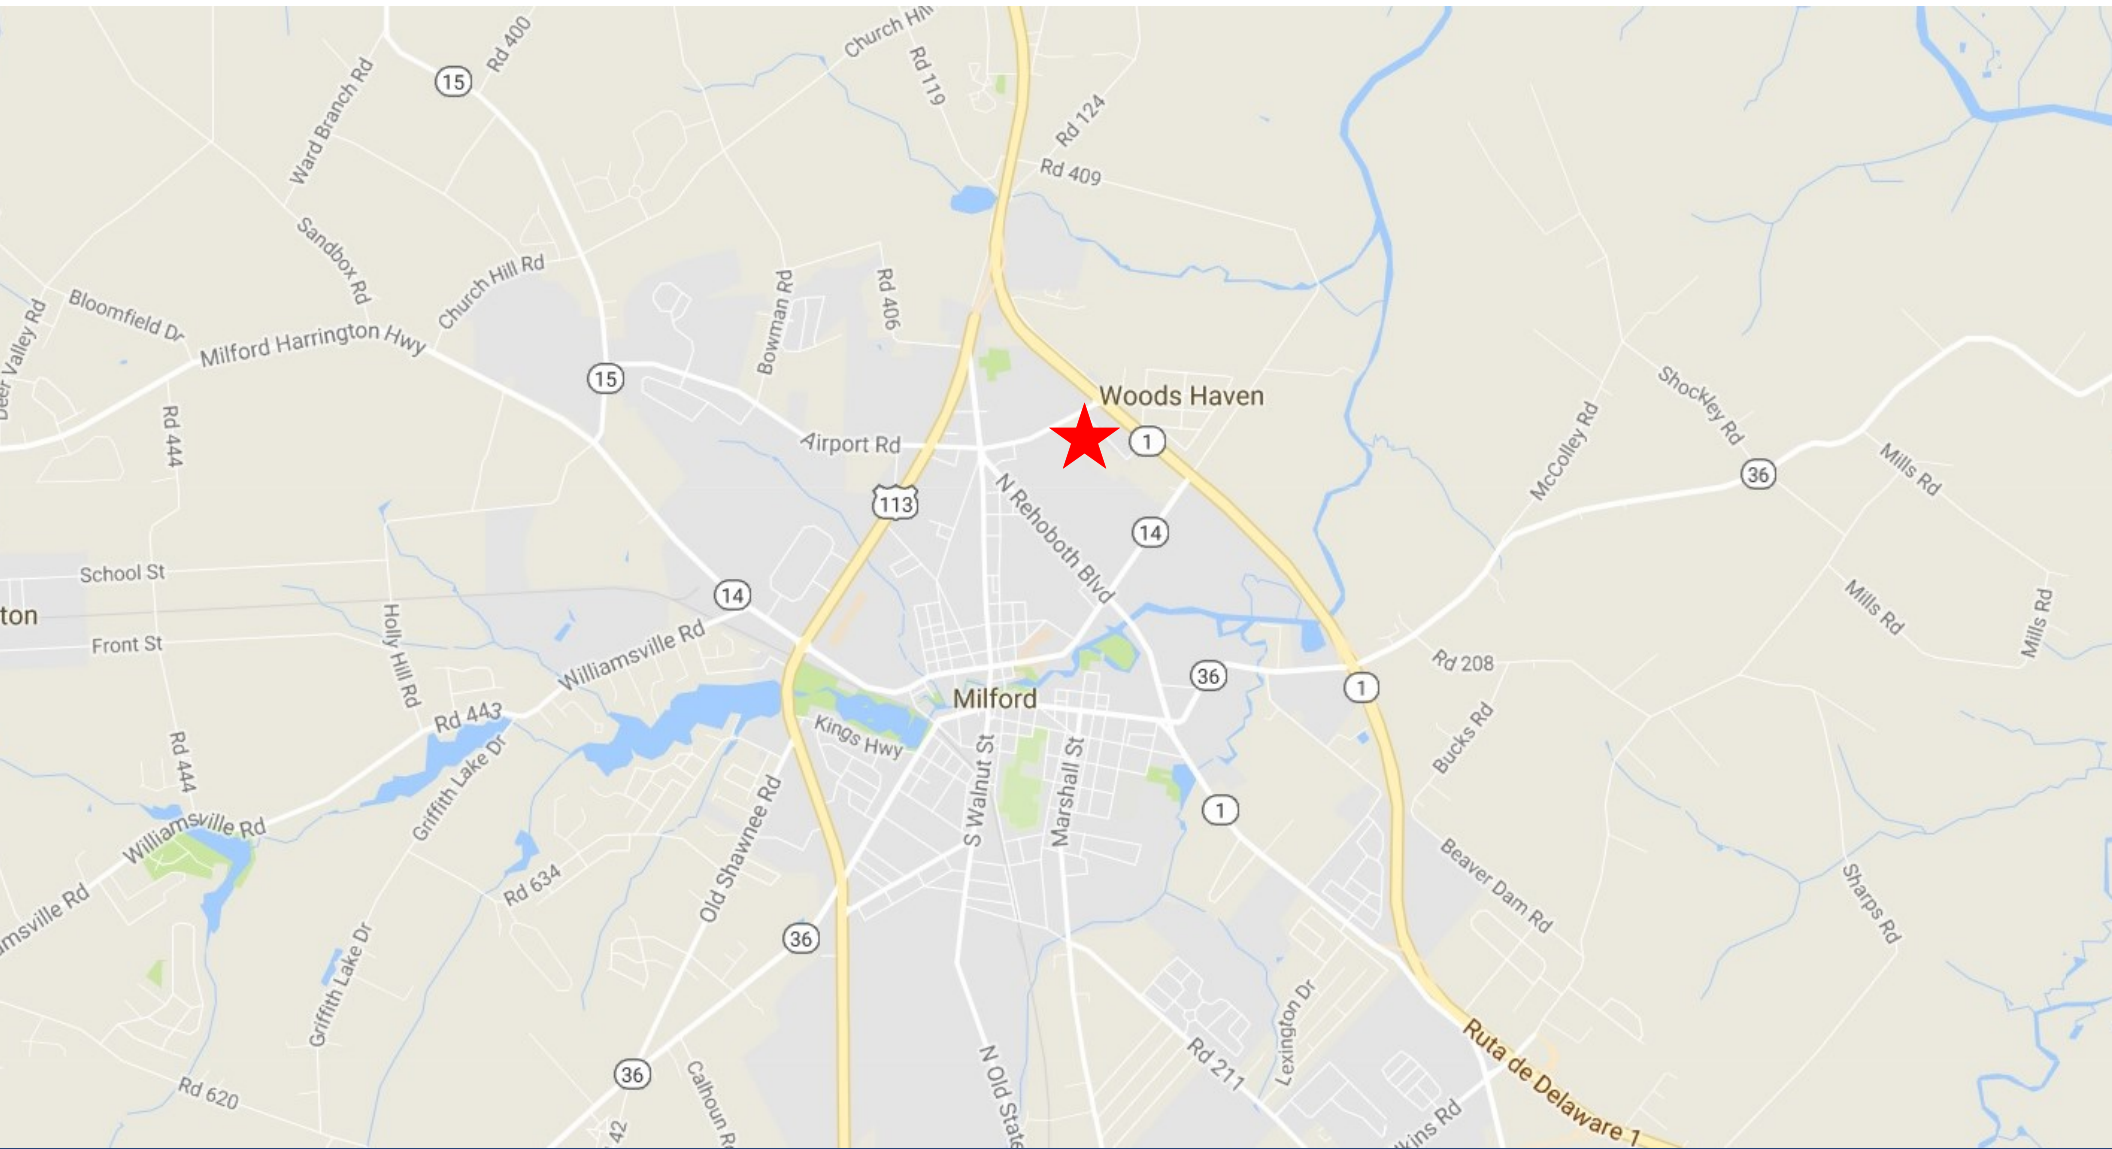 Church Hill
Rd 400
15
Rd 119
Ward Branch Rd
Rd 124
Rd 409
Sandbox Rd
Church Hill Rd
Bloomfield Dr
Bowman Rd
Rd 406
Deer Valley Rd
Milford Harrington Hwy
15
Woods Haven
Shockley Rd
Rd 444
Airport Rd
1
McColley Rd
36
Mills Rd
113
N Rehoboth Blvd
14
School St
14
Mills Rd
Mills Rd
ton
Front St
Holly Hill Rd
Williamsville Rd
36
Rd 208
1
Milford
Rd 443
Kings Hwy
Bucks Rd
Rd 444
Griffith Lake Dr
S Walnut St
Marshall St
1
Williamsville Rd
Old Shawnee Rd
Rd 634
Beaver Dam Rd
Sharps Rd
amsville Rd
36
Griffith Lake Dr
Lexington Dr
Rd 211
Ruta de Delaware 1
36
Calhoun Rd
N Old State
Rd 620
42
lkins Rd